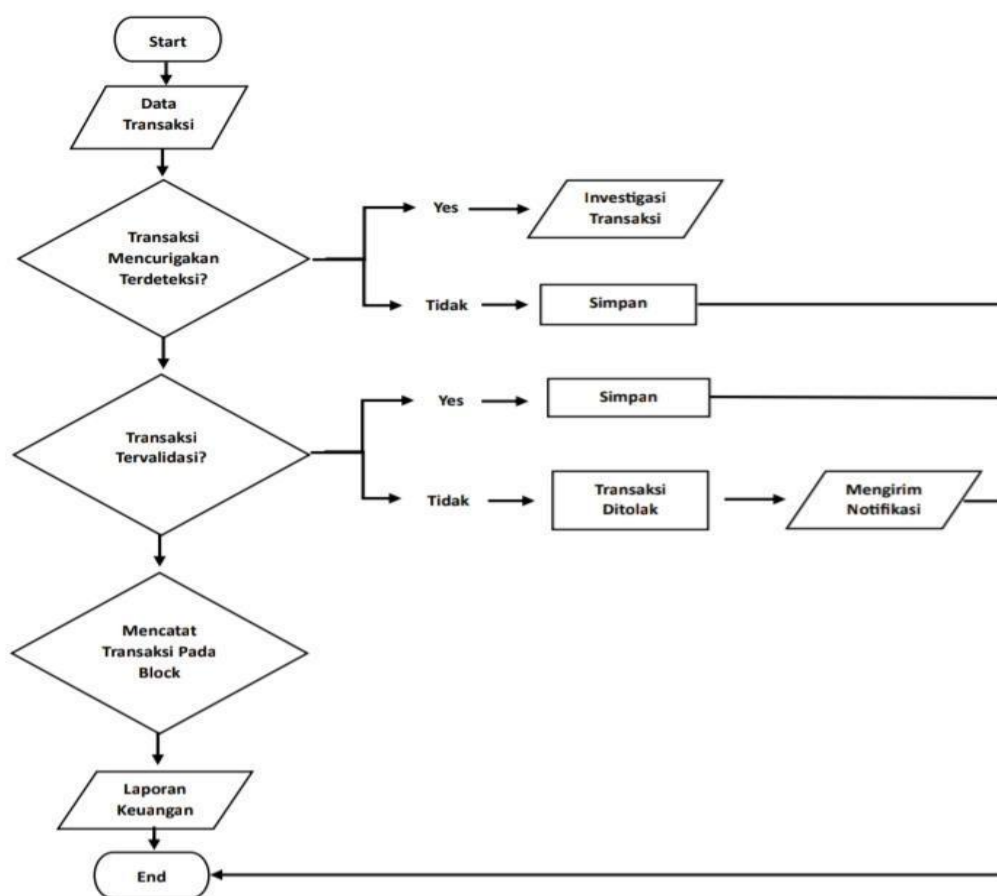 Start
Data
Transaksi
Transaksi
Mencurigakan
Terdeteksi?
Yes
Investigasi
Transaksi
Tidak
Simpan
Transaksi
Tervalidasi?
Yes
Simpan
Tidak
Transaksi
Ditolak
Mengirim
Notifikasi
Mencatat
Transaksi Pada
Block
Laporan
Keuangan
End